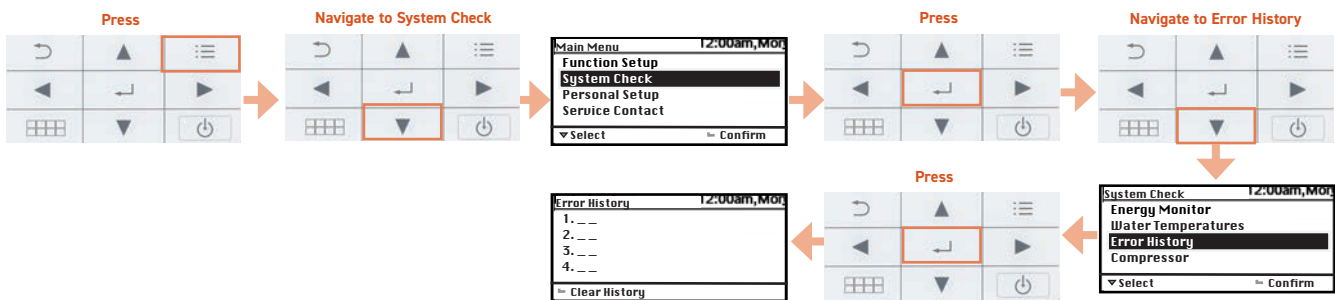 Press
Navigate to System Check
Main Menu 12:00am, Mon
Function Setup
System Check
Personal Setup
Service Contact
▼ Select Confirm
Press
Navigate to Error History
System Check 12:00am, Mon
Energy Monitor
Water Temperatures
Error History
Compressor
▼ Select Confirm
Press
Error History 12:00am, Mon
1. _ _
2. _ _
3. _ _
4. _ _
Clear History